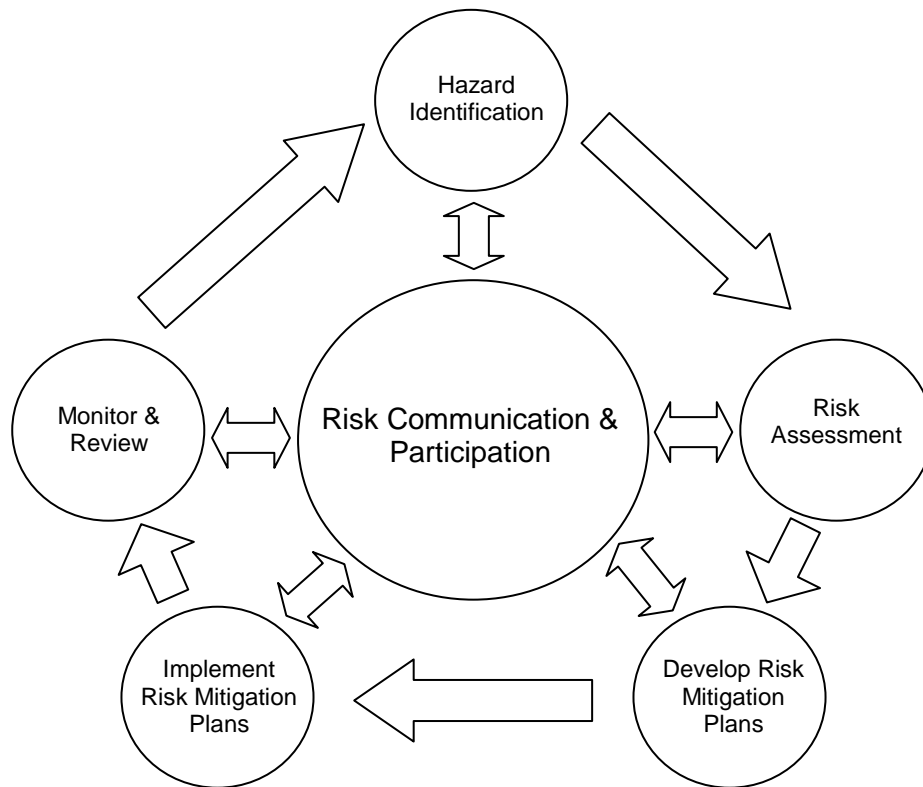 Hazard
Identification
Risk Communication &
Participation
Monitor &
Review
Risk
Assessment
Implement
Risk Mitigation
Plans
Develop Risk
Mitigation
Plans